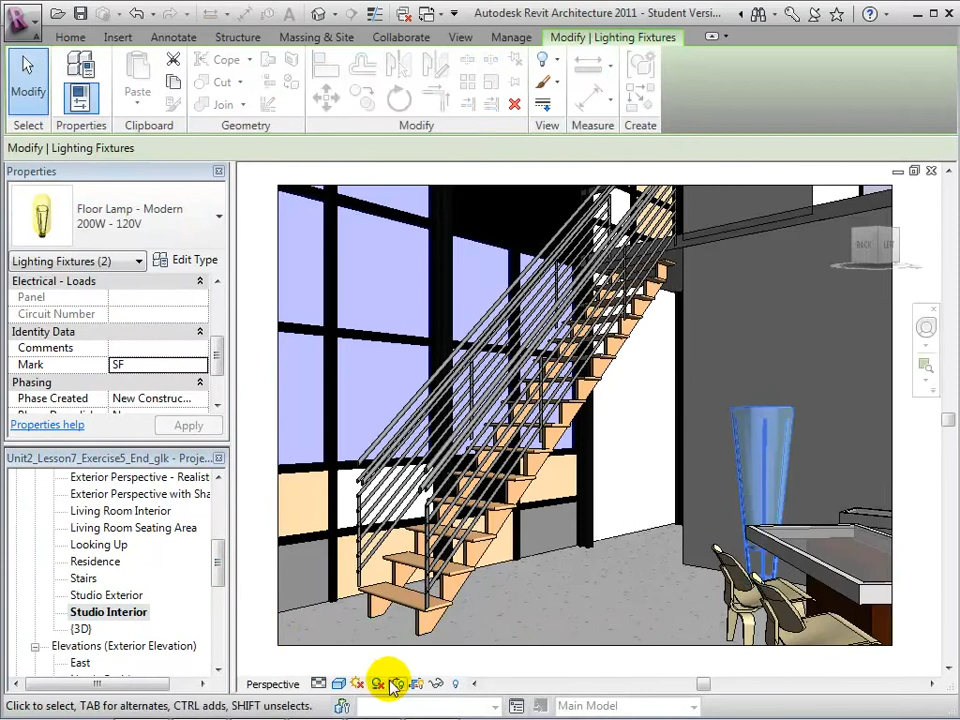 Autodesk Revit Architecture 2011 - Student Versi...
Home Insert Annotate Structure Massing & Site Collaborate View Manage Modify | Lighting Fixtures
Modify
Paste
Cope
Cut
Join
Select Properties Clipboard Geometry Modify View Measure Create
Modify | Lighting Fixtures
Properties
Floor Lamp - Modern
200W - 120V
Lighting Fixtures (2)
Edit Type
Electrical - Loads
Panel
Circuit Number
Identity Data
Comments
Mark SF
Phasing
Phase Created New Construc...
Properties help
Apply
Unit2_Lesson7_Exercise5_End_glk - Proje...
Exterior Perspective - Realist
Exterior Perspective with Sha
Living Room Interior
Living Room Seating Area
Looking Up
Residence
Stairs
Studio Exterior
Studio Interior
{3D}
Elevations (Exterior Elevation)
East
BACK LEFT
Perspective
Click to select, TAB for alternates, CTRL adds, SHIFT unselects.
Main Model